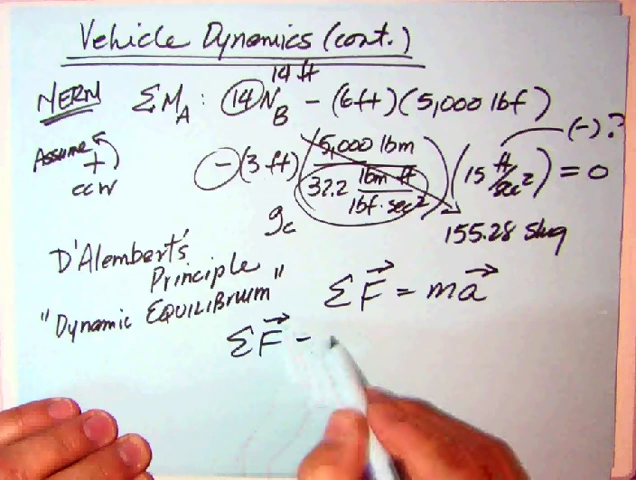 Vehicle Dynamics (cont.)
14 ft
NERM ΣM_A : 14 N_B - (6ft) (5,000 lbf)
Assume + ccw
- (3 ft) (5,000 lbm / 32.2 lbm ft / lbf·sec²) (15 ft/sec²) = 0 (-)?
g_c 155.28 slug
D'Alembert's
Principle
"Dynamic EQUILIBRIUM"
ΣF = ma
ΣF -